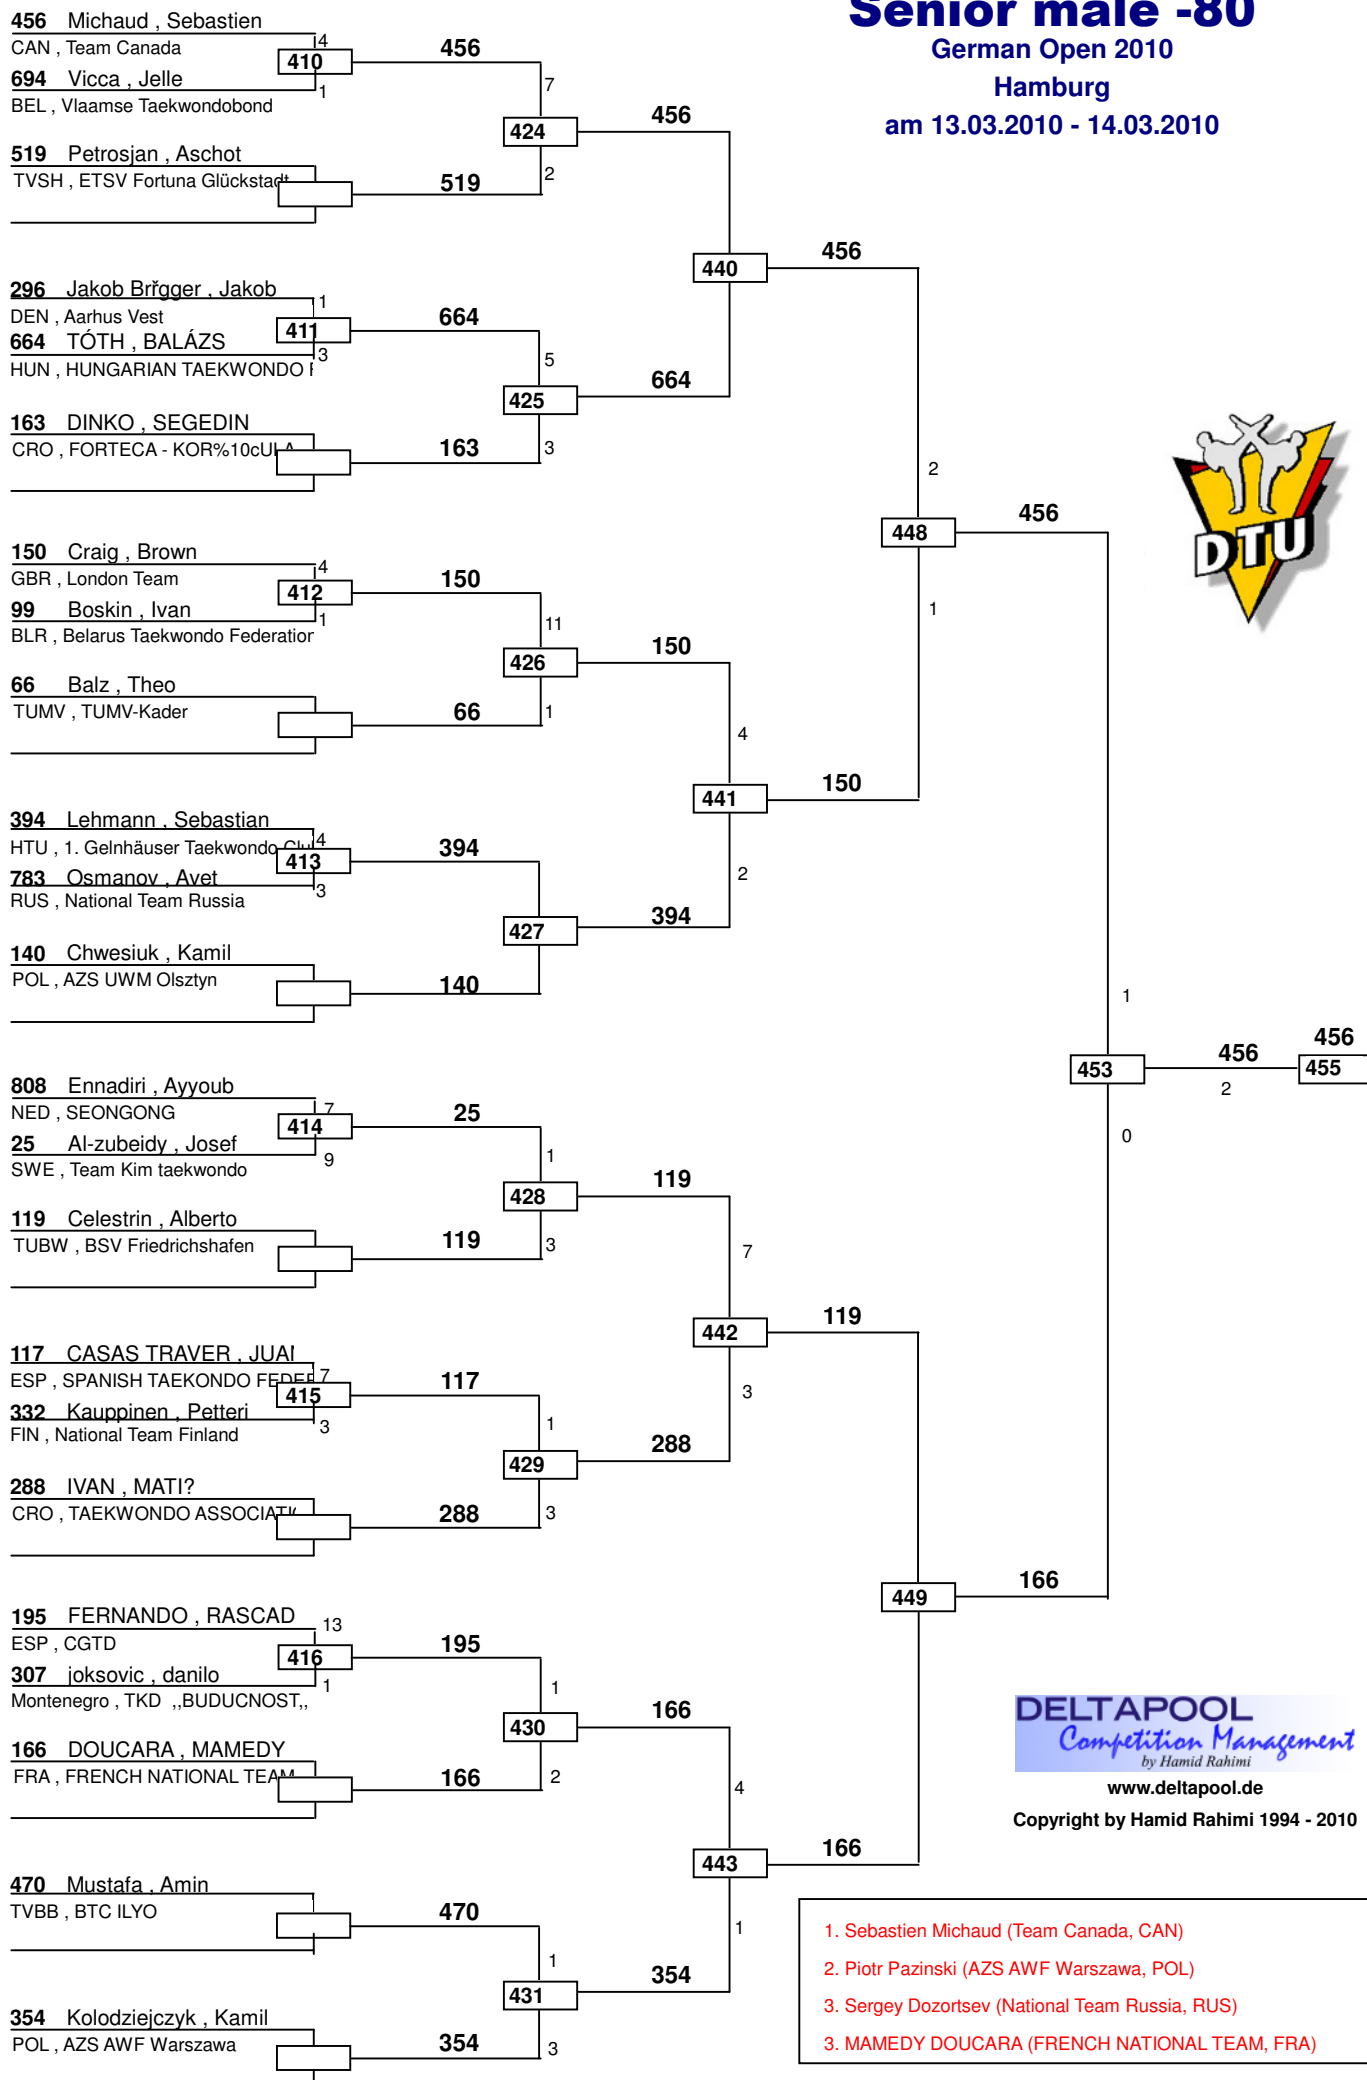 Senior male -80
German Open 2010
Hamburg
am 13.03.2010 - 14.03.2010
456 Michaud , Sebastien
CAN , Team Canada
4
410
456
694 Vicca , Jelle
1
BEL , Vlaamse Taekwondobond
7
424
456
519 Petrosjan , Aschot
TVSH , ETSV Fortuna Glückstadt
519
2
440
456
296 Jakob Břgger , Jakob
1
DEN , Aarhus Vest
411
664
664 TÓTH , BALÁZS
3
HUN , HUNGARIAN TAEKWONDO
5
425
664
163 DINKO , SEGEDIN
CRO , FORTECA - KOR%10cULA
163
3
2
448
456
150 Craig , Brown
4
GBR , London Team
412
150
99 Boskin , Ivan
1
BLR , Belarus Taekwondo Federation
11
426
150
1
66 Balz , Theo
TUMV , TUMV-Kader
66
1
4
441
150
394 Lehmann , Sebastian
4
HTU , 1. Gelnhäuser Taekwondo Clu
413
394
783 Osmanov , Avet
3
RUS , National Team Russia
2
427
394
140 Chwesiuk , Kamil
POL , AZS UWM Olsztyn
140
1
453
456
2
455
456
0
808 Ennadiri , Ayyoub
7
NED , SEONGONG
414
25
25 Al-zubeidy , Josef
9
SWE , Team Kim taekwondo
1
428
119
119 Celestrin , Alberto
TUBW , BSV Friedrichshafen
119
3
7
442
119
117 CASAS TRAVER , JUAN
7
ESP , SPANISH TAEKONDO FEDER
415
117
332 Kauppinen , Petteri
3
FIN , National Team Finland
3
1
429
288
288 IVAN , MATI?
CRO , TAEKWONDO ASSOCIATI
288
3
449
166
195 FERNANDO , RASCAD
13
ESP , CGTD
416
195
307 joksovic , danilo
1
Montenegro , TKD ,,BUDUCNOST,,
1
430
166
166 DOUCARA , MAMEDY
FRA , FRENCH NATIONAL TEAM
166
2
4
443
166
470 Mustafa , Amin
TVBB , BTC ILYO
470
1
1
431
354
354 Kolodziejczyk , Kamil
POL , AZS AWF Warszawa
354
3
DTU
DELTAPOOL
Competition Management
by Hamid Rahimi
www.deltapool.de
Copyright by Hamid Rahimi 1994 - 2010
1. Sebastien Michaud (Team Canada, CAN)
2. Piotr Pazinski (AZS AWF Warszawa, POL)
3. Sergey Dozortsev (National Team Russia, RUS)
3. MAMEDY DOUCARA (FRENCH NATIONAL TEAM, FRA)